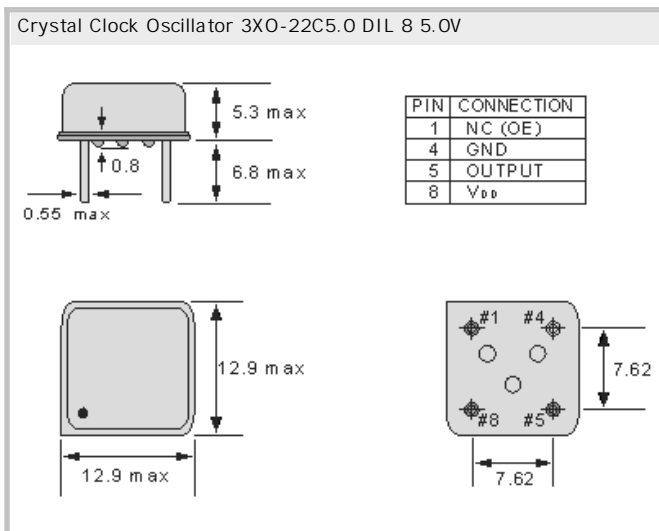 Crystal Clock Oscillator 3XO-22C5.0 DIL 8 5.0V
5.3 max
0.8
6.8 max
0.55 max
PIN CONNECTION
1 NC (OE)
4 GND
5 OUTPUT
8 VDD
12.9 max
12.9 max
#1 #4
7.62
#8 #5
7.62